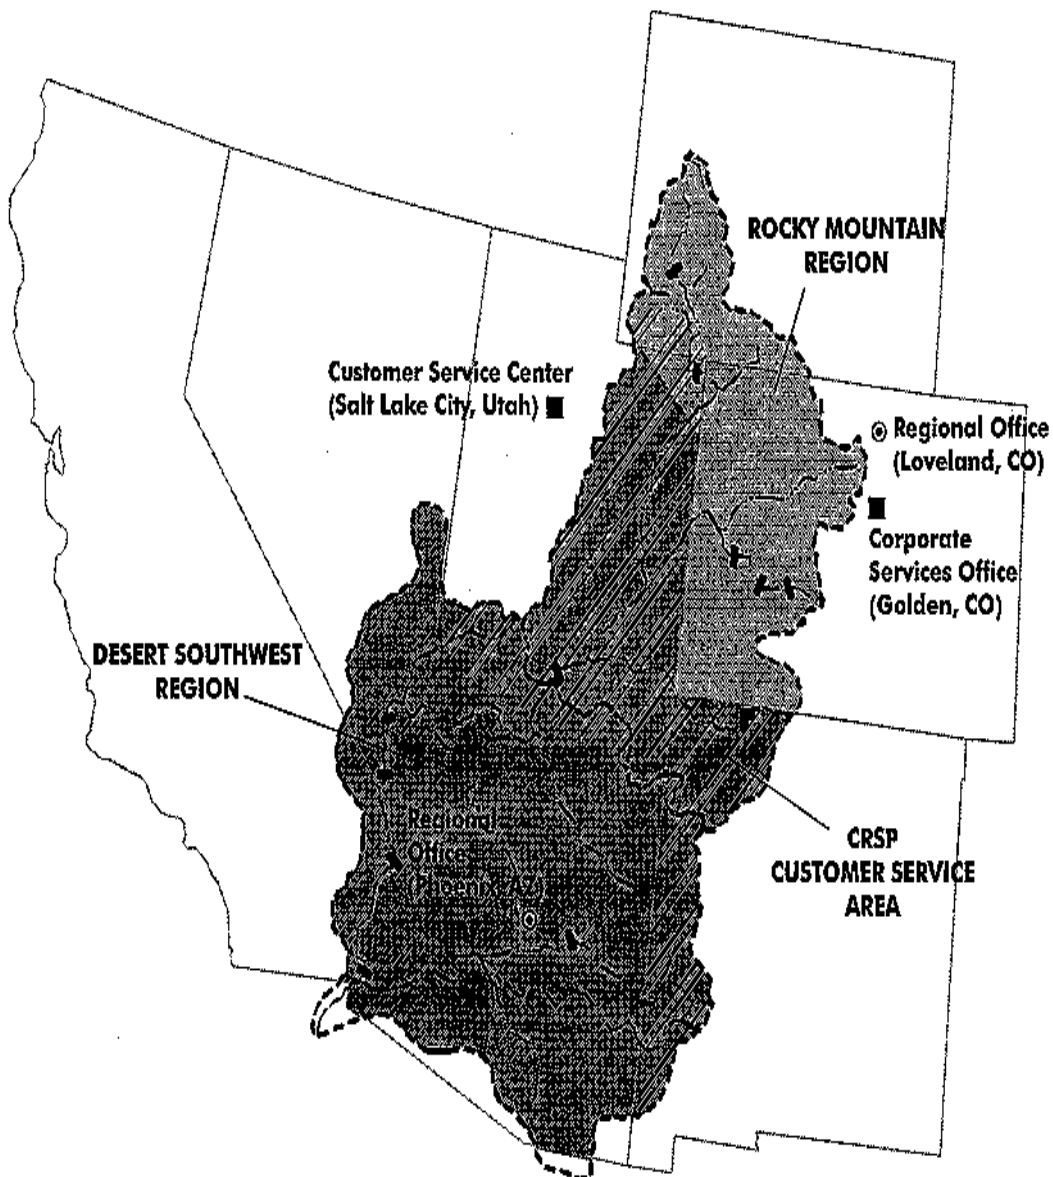 ROCKY MOUNTAIN
REGION
Customer Service Center
(Salt Lake City, Utah)
Regional Office
(Loveland, CO)
Corporate
Services Office
(Golden, CO)
DESERT SOUTHWEST
REGION
Regional
Office
(Phoenix, AZ)
CRSP
CUSTOMER SERVICE
AREA